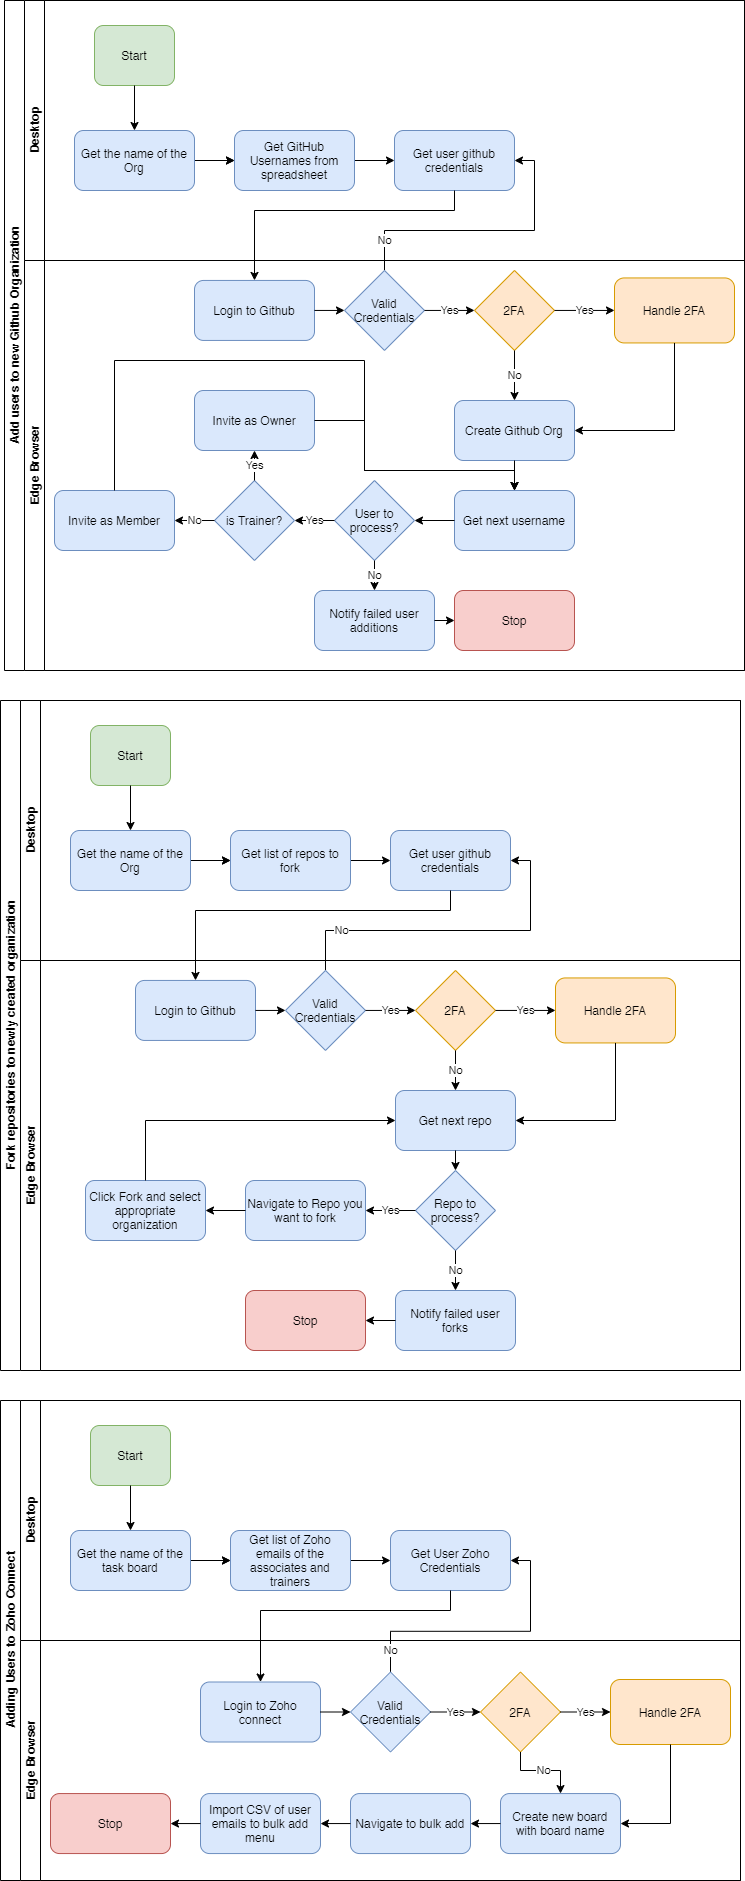 Add users to new Github Organization
Desktop
Start
Get the name of the
Org
Get GitHub
Usernames from
spreadsheet
Get user github
credentials
No
Edge Browser
Login to Github
Valid
Credentials
Yes
2FA
Yes
Handle 2FA
No
Invite as Owner
Create Github Org
Yes
Invite as Member
No
is Trainer?
Yes
User to
process?
Get next username
No
Notify failed user
additions
Stop
Fork repositories to newly created organization
Desktop
Start
Get the name of the
Org
Get list of repos to
fork
Get user github
credentials
No
Edge Browser
Login to Github
Valid
Credentials
Yes
2FA
Yes
Handle 2FA
No
Get next repo
Click Fork and select
appropriate
organization
Navigate to Repo you
want to fork
Yes
Repo to
process?
No
Stop
Notify failed user
forks
Adding Users to Zoho Connect
Desktop
Start
Get the name of the
task board
Get list of Zoho
emails of the
associates and
trainers
Get User Zoho
Credentials
No
Edge Browser
Login to Zoho
connect
Valid
Credentials
Yes
2FA
Yes
Handle 2FA
No
Stop
Import CSV of user
emails to bulk add
menu
Navigate to bulk add
Create new board
with board name